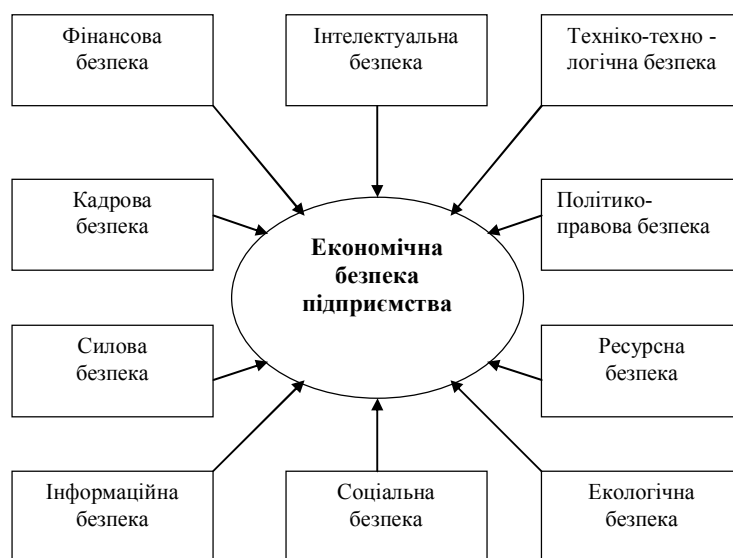 Фінансова
безпека
Інтелектуальна
безпека
Техніко-техно -
логічна безпека
Кадрова
безпека
Політико-
правова безпека
Економічна
безпека
підприємства
Силова
безпека
Ресурсна
безпека
Інформаційна
безпека
Соціальна
безпека
Екологічна
безпека